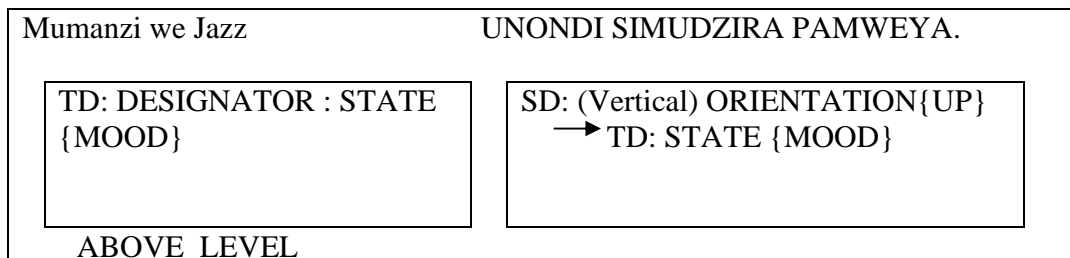 Mumanzi we Jazz UNONDI SIMUDZIRA PAMWEYA.
TD: DESIGNATOR : STATE
{MOOD}
SD: (Vertical) ORIENTATION{UP}
TD: STATE {MOOD}
ABOVE LEVEL